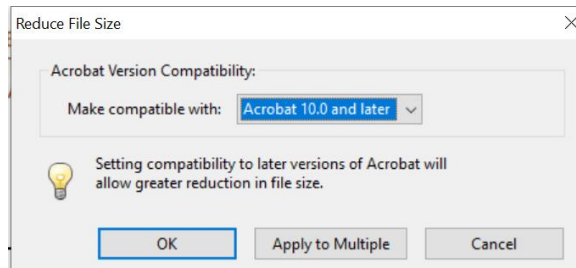 Reduce File Size
Acrobat Version Compatibility:
Make compatible with: Acrobat 10.0 and later
Setting compatibility to later versions of Acrobat will
allow greater reduction in file size.
OK Apply to Multiple Cancel